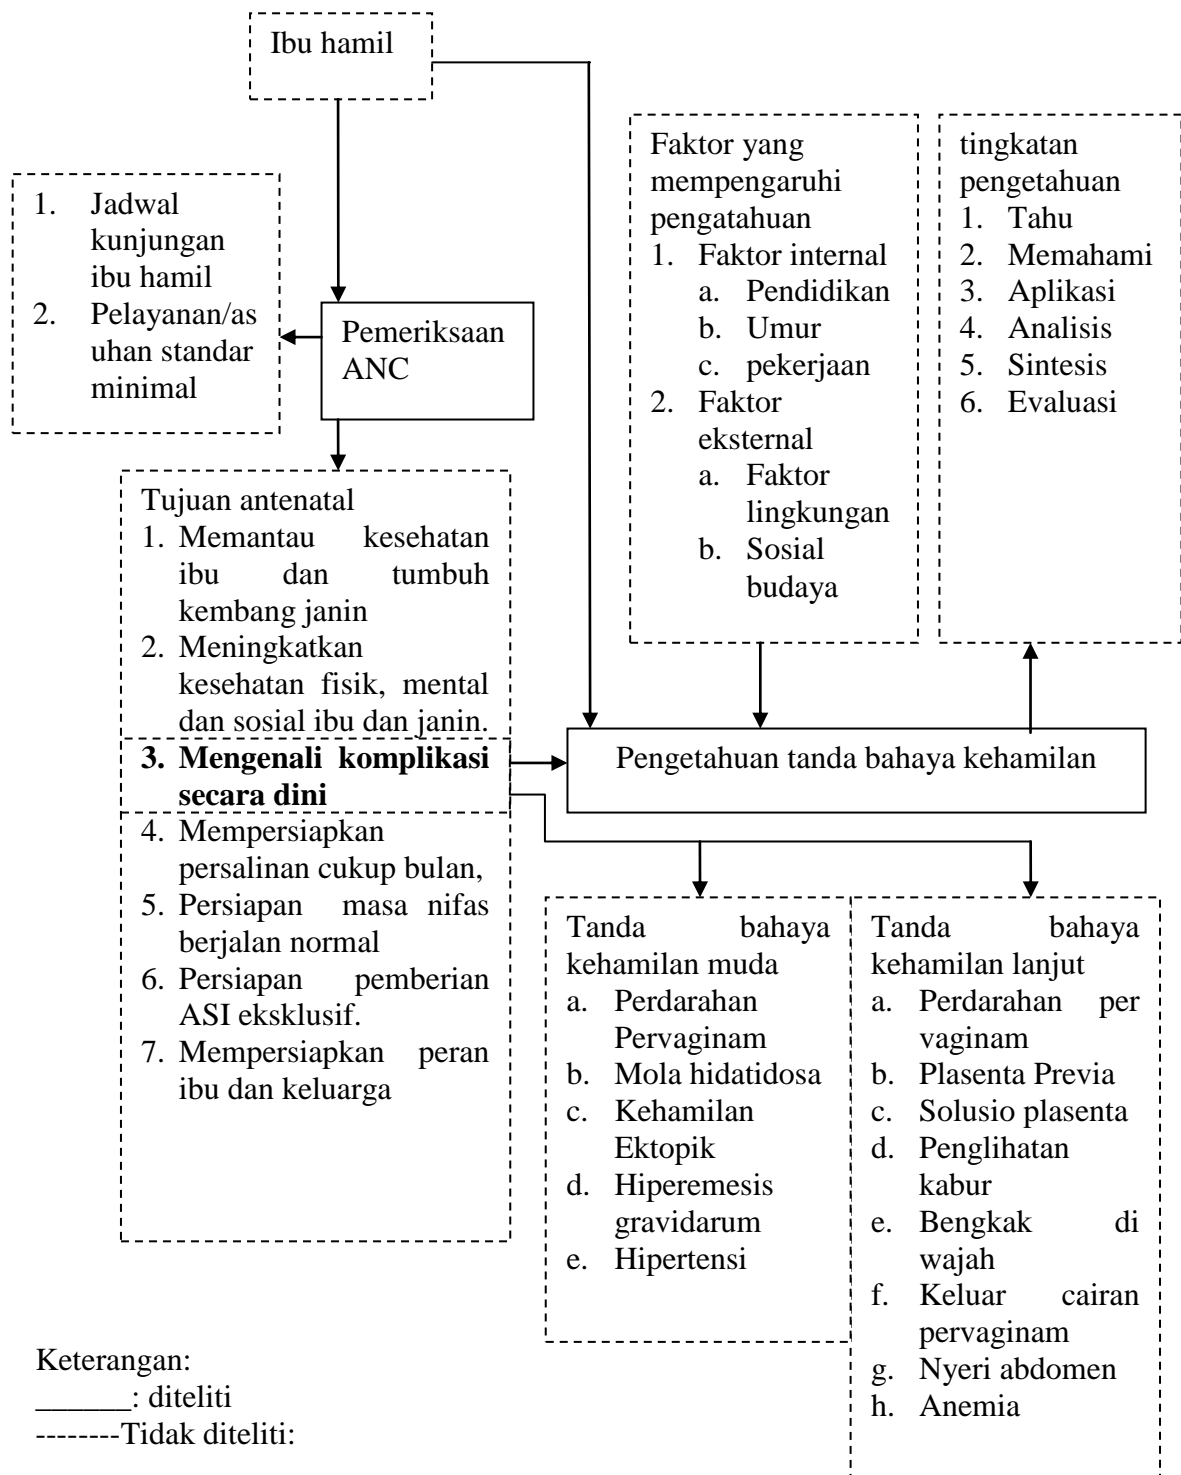 Ibu hamil
1. Jadwal
kunjungan
ibu hamil
2. Pelayanan/as
uhan standar
minimal
Pemeriksaan
ANC
Faktor yang
mempengaruhi
pengatahuan
1. Faktor internal
a. Pendidikan
b. Umur
c. pekerjaan
2. Faktor
eksternal
a. Faktor
lingkungan
b. Sosial
budaya
tingkatan
pengetahuan
1. Tahu
2. Memahami
3. Aplikasi
4. Analisis
5. Sintesis
6. Evaluasi
Tujuan antenatal
1. Memantau kesehatan
ibu dan tumbuh
kembang janin
2. Meningkatkan
kesehatan fisik, mental
dan sosial ibu dan janin.
3. Mengenali komplikasi
secara dini
4. Mempersiapkan
persalinan cukup bulan,
5. Persiapan masa nifas
berjalan normal
6. Persiapan pemberian
ASI eksklusif.
7. Mempersiapkan peran
ibu dan keluarga
Pengetahuan tanda bahaya kehamilan
Tanda bahaya
kehamilan muda
a. Perdarahan
Pervaginam
b. Mola hidatidosa
c. Kehamilan
Ektopik
d. Hiperemesis
gravidarum
e. Hipertensi
Tanda bahaya
kehamilan lanjut
a. Perdarahan per
vaginam
b. Plasenta Previa
c. Solusio plasenta
d. Penglihatan
kabur
e. Bengkak di
wajah
f. Keluar cairan
pervaginam
g. Nyeri abdomen
h. Anemia
Keterangan:
______: diteliti
--------Tidak diteliti: